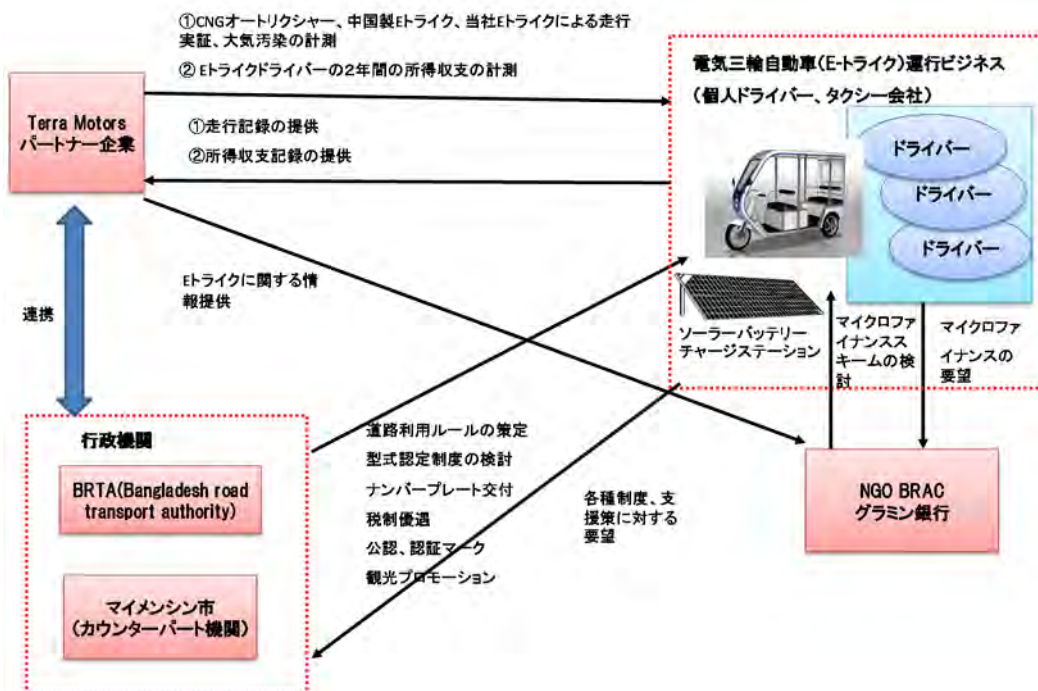 ①CNGオートリクシャー、中国製Eトライク、当社Eトライクによる走行
実証、大気汚染の計測
② Eトライクドライバーの２年間の所得収支の計測
Terra Motors
パートナー企業
①走行記録の提供
②所得収支記録の提供
電気三輪自動車(E-トライク)運行ビジネス
(個人ドライバー、タクシー会社)
ドライバー
ドライバー
ドライバー
ソーラーバッテリー
チャージステーション
マイクロファ
イナンスス
キームの検
討
マイクロファ
イナンスの
要望
Eトライクに関する情
報提供
連携
行政機関
BRTA(Bangladesh road
transport authority)
マイメンシン市
(カウンターパート機関)
道路利用ルールの策定
型式認定制度の検討
ナンバープレート交付
税制優遇
公認、認証マーク
観光プロモーション
各種制度、支
援策に対する
要望
NGO BRAC
グラミン銀行